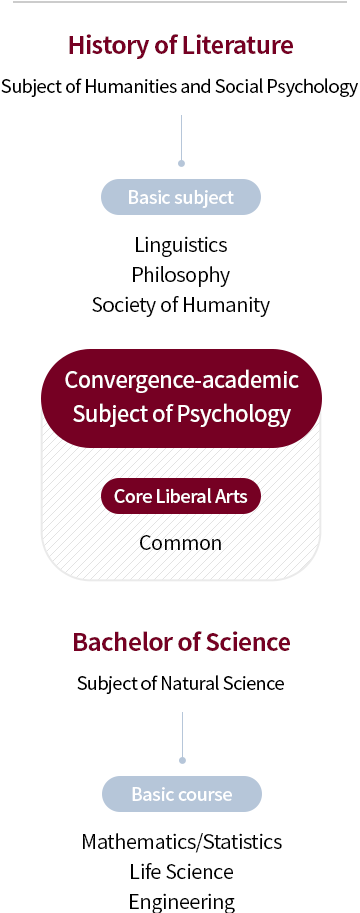 History of Literature
Subject of Humanities and Social Psychology
Basic subject
Linguistics
Philosophy
Society of Humanity
Convergence-academic
Subject of Psychology
Core Liberal Arts
Common
Bachelor of Science
Subject of Natural Science
Basic course
Mathematics/Statistics
Life Science
Engineering